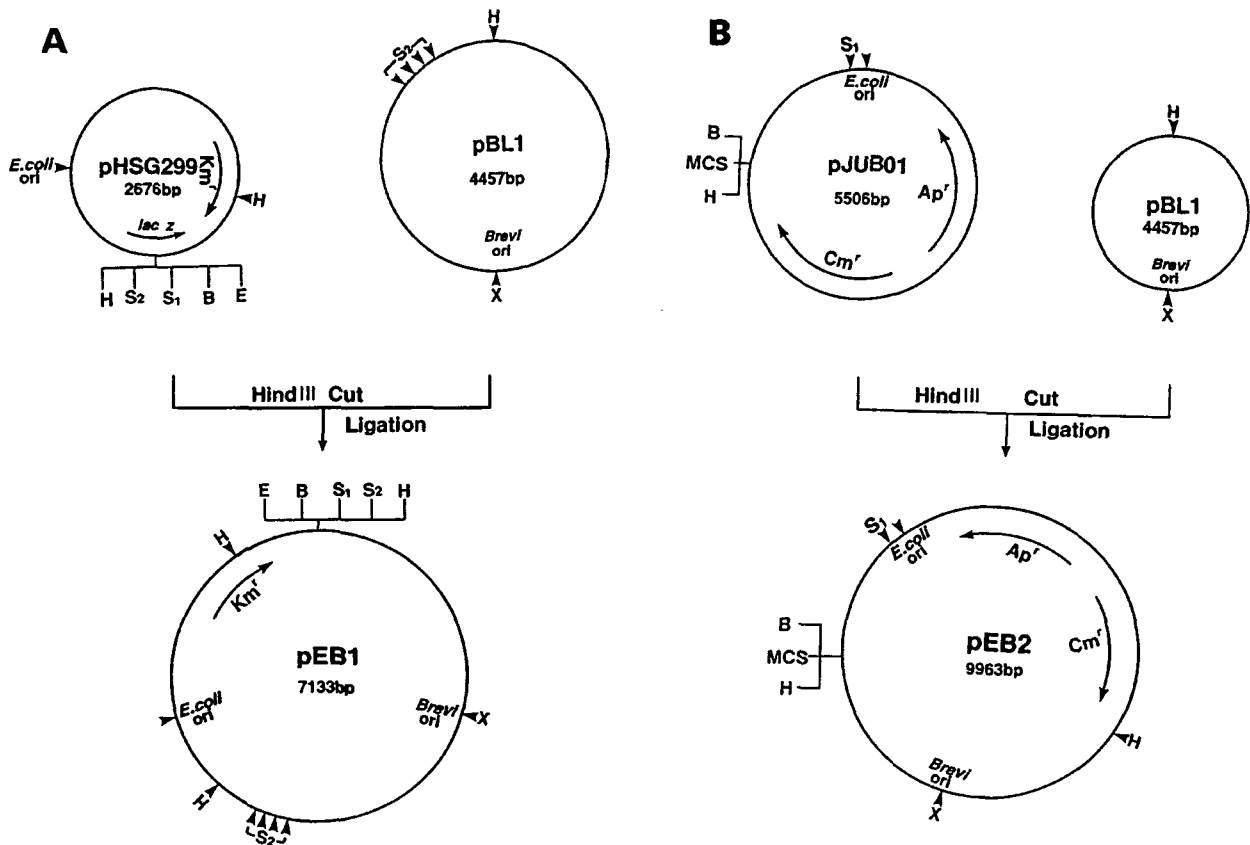 A
B
H
S2
pHSG299
2676bp
E.coli
ori
Kmr
H
lac z
H S2 S1 B E
pBL1
4457bp
Brevi
ori
X
S1
E.coli
ori
B
MCS
H
pJUB01
5506bp
Apr
Cmr
H
pBL1
4457bp
Brevi
ori
X
HindIII Cut
Ligation
HindIII Cut
Ligation
E B S1 S2 H
H
Kmr
pEB1
7133bp
E.coli
ori
Brevi
ori
X
H
S2
S1
E.coli
ori
Apr
Cmr
B
MCS
H
pEB2
9963bp
H
Brevi
ori
X